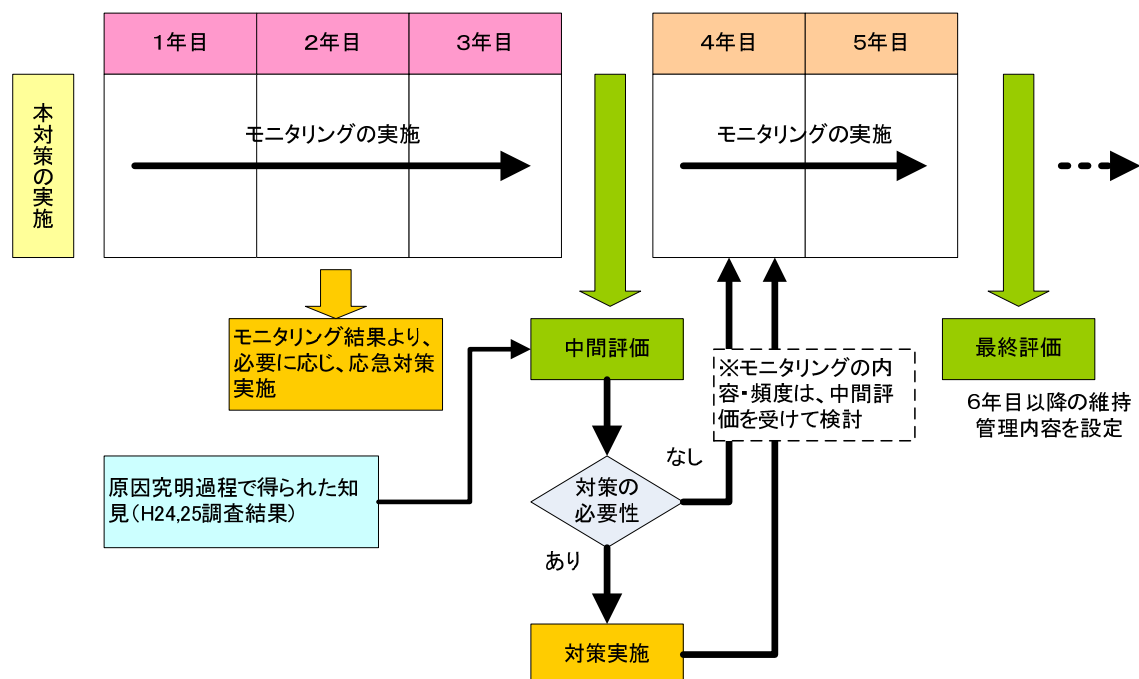 1年目
2年目
3年目
4年目
5年目
本対策の実施
モニタリングの実施
モニタリングの実施
モニタリング結果より、
必要に応じ、応急対策
実施
中間評価
※モニタリングの内
容・頻度は、中間評
価を受けて検討
最終評価
6年目以降の維持
管理内容を設定
原因究明過程で得られた知
見(H24,25調査結果)
対策の
必要性
なし
あり
対策実施